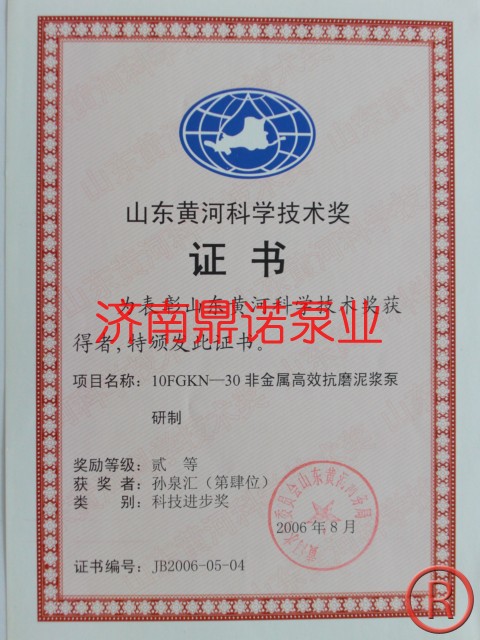 山东黄河科学技术奖
证书
为表彰山东黄河科学技术奖获
济南鼎诺泵业
得者,特颁发此证书。
项目名称: 10FGKN—30 非金属高效抗磨泥浆泵
研制
奖励等级: 贰 等
获 奖 者: 孙泉汇(第肆位)
类 别: 科技进步奖
2006 年 8 月
证书编号: JB2006-05-04
R